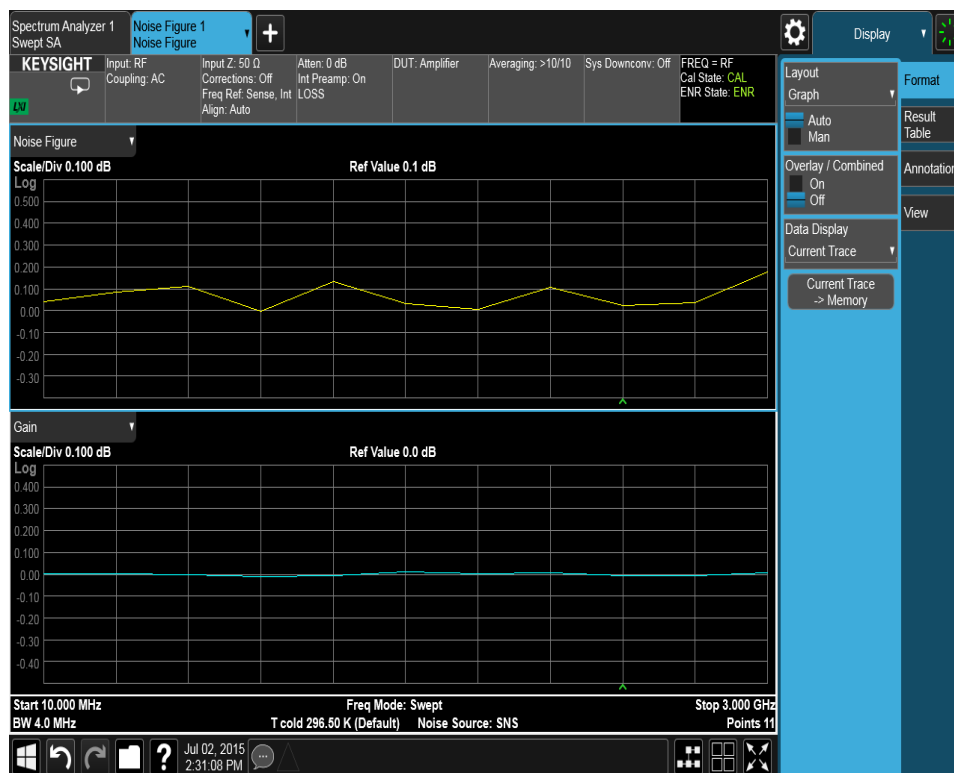 Spectrum Analyzer 1
Swept SA
Noise Figure 1
Noise Figure
Display
KEYSIGHT
LXI
Input: RF
Coupling: AC
Input Z: 50 Ω
Corrections: Off
Freq Ref: Sense, Int
Align: Auto
Atten: 0 dB
Int Preamp: On
LOSS
DUT: Amplifier
Averaging: >10/10
Sys Downconv: Off
FREQ = RF
Cal State: CAL
ENR State: ENR
Layout
Graph
Auto
Man
Overlay / Combined
On
Off
Data Display
Current Trace
Current Trace
-> Memory
Format
Result
Table
Annotation
View
Noise Figure
Scale/Div 0.100 dB
Ref Value 0.1 dB
Log
0.500
0.400
0.300
0.200
0.100
0.00
-0.10
-0.20
-0.30
Gain
Scale/Div 0.100 dB
Ref Value 0.0 dB
Log
0.400
0.300
0.200
0.100
0.00
-0.10
-0.20
-0.30
-0.40
Start 10.000 MHz
Freq Mode: Swept
Stop 3.000 GHz
BW 4.0 MHz
T cold 296.50 K (Default)
Noise Source: SNS
Points 11
?
Jul 02, 2015
2:31:08 PM